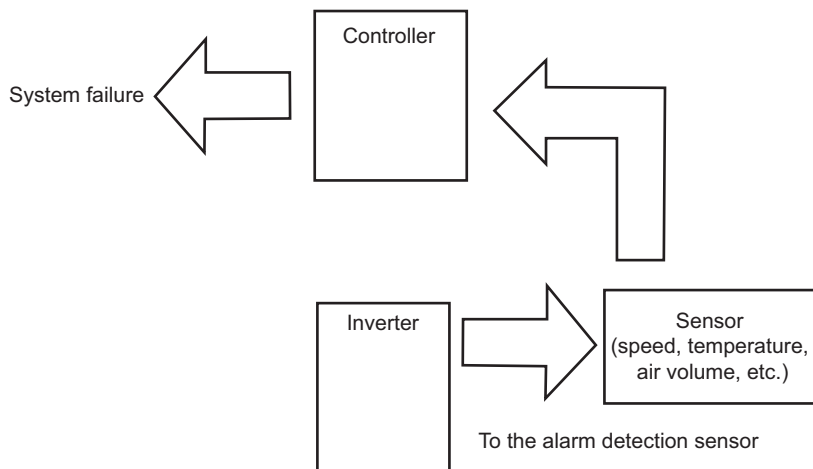 Controller
System failure
Inverter
Sensor
(speed, temperature,
air volume, etc.)
To the alarm detection sensor